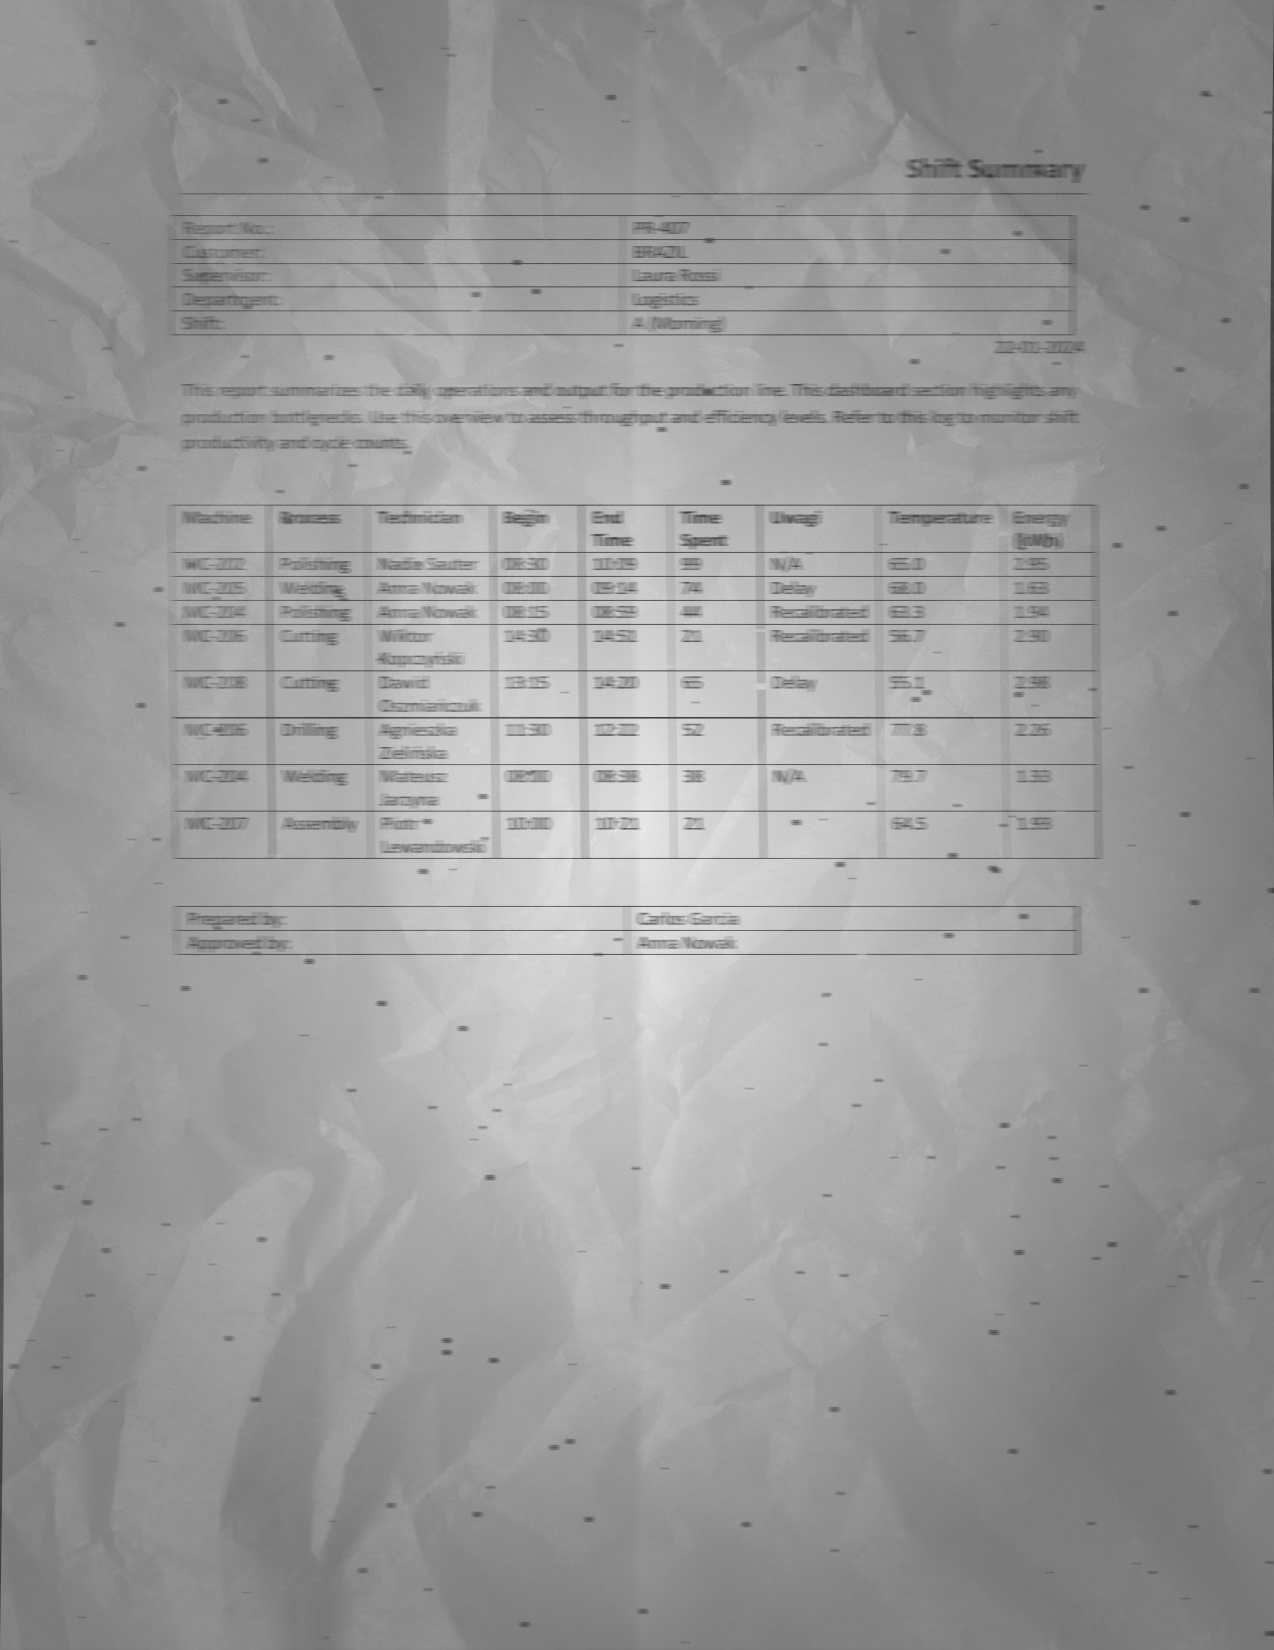 Shift Summary
Report No.: PR-407
Customer: BRAZIL
Supervisor: Laura Rossi
Department: Logistics
Shift: A (Morning)
22-01-2024
This report summarizes the daily operations and output for the production line. This dashboard section highlights any
production bottlenecks. Use this overview to assess throughput and efficiency levels. Refer to this log to monitor shift
productivity and cycle counts.
Machine Process Technician Begin End Time Time Spent Uwagi Temperature Energy (kWh)
WC-202 Polishing Nadie Sauter 08:30 10:09 99 N/A 65.0 2.95
WC-205 Welding Anna Nowak 08:00 09:14 74 Delay 68.0 1.63
WC-204 Polishing Anna Nowak 08:15 08:59 44 Recalibrated 63.3 1.94
WC-206 Cutting Wiktor Kopczyński 14:30 14:51 21 Recalibrated 56.7 2.90
WC-208 Cutting Dawid Oszmiańczuk 13:15 14:20 65 Delay 55.1 2.98
WC-206 Drilling Agnieszka Zielińska 11:30 12:22 52 Recalibrated 77.8 2.26
WC-204 Welding Mateusz Jarzyna 08:00 08:38 38 N/A 79.7 1.33
WC-207 Assembly Piotr Lewandowski 10:00 10:21 21 64.5 1.93
Prepared by: Carlos Garcia
Approved by: Anna Nowak